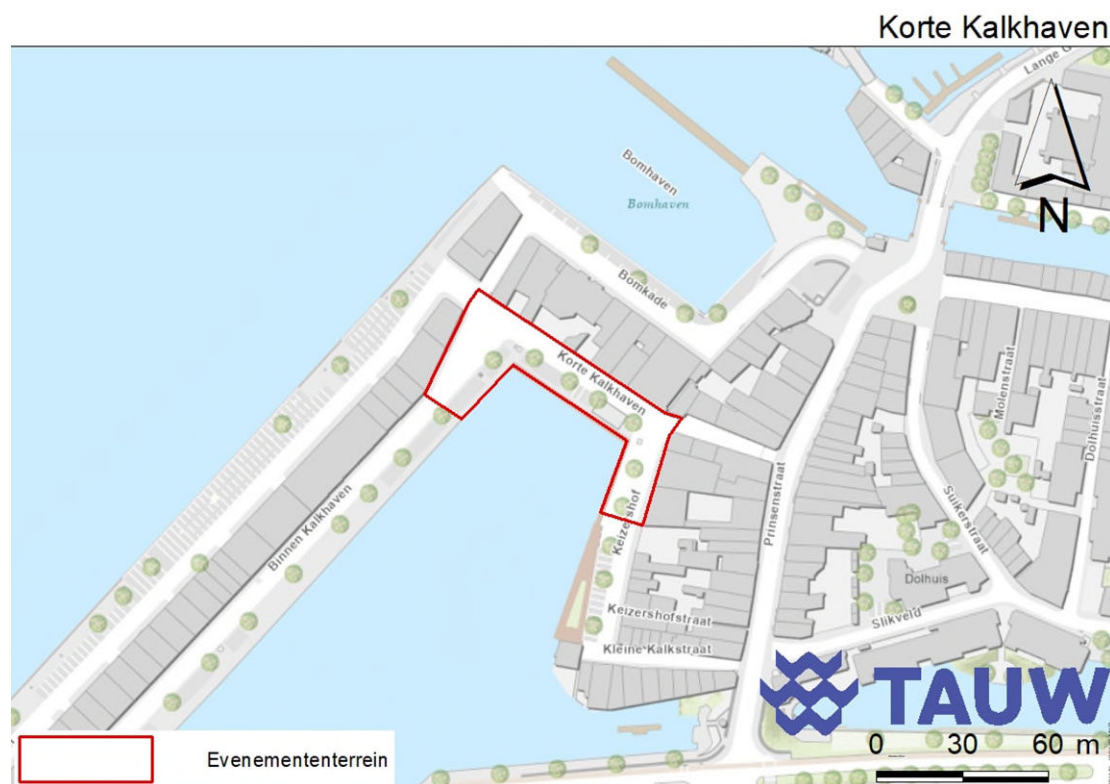 Korte Kalkhaven
Lange G
Bomhaven
Bomhaven
N
Bomkade
Korte Kalkhaven
Molenstraat
Dolhuisstraat
Prinsenstraat
Suikerstraat
Binnen Kalkhaven
Keizershof
Dolhuis
Keizershofstraat
Slikveld
Kleine Kalkstraat
TAUW
0 30 60 m
Evenemententerrein